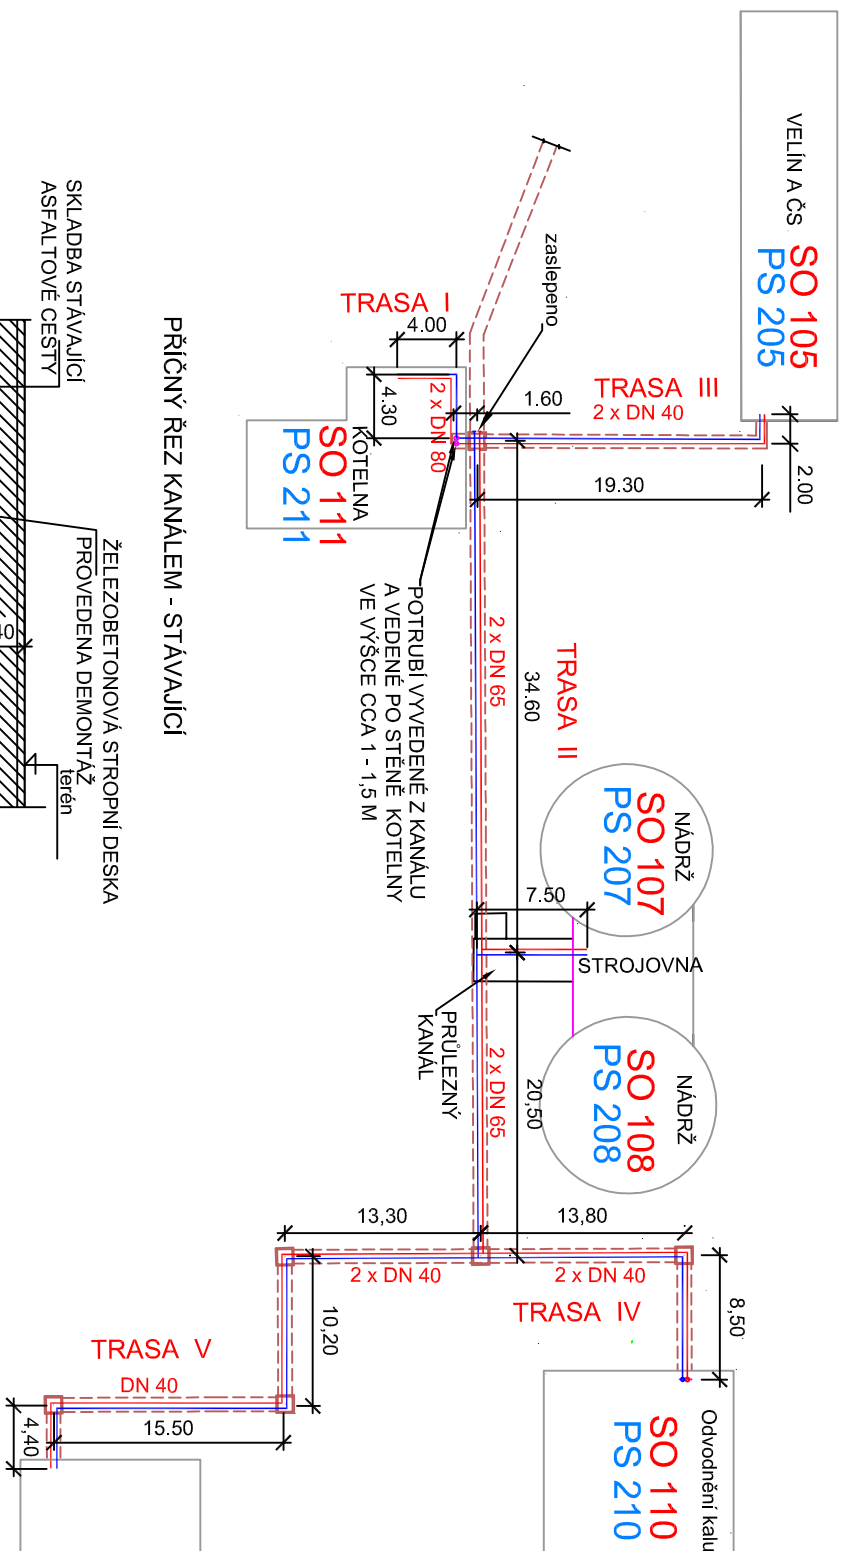 VELÍN A ČS
SO 105
PS 205
zaslepeno
TRASA I
4.00
4.30
2 x DN 80
1.60
TRASA III
2 x DN 40
19.30
2.00
KOTELNA
SO 111
PS 211
SKLADBA STÁVAJÍCÍ
ASFALTOVÉ CESTY
PŘÍČNÝ ŘEZ KANÁLEM - STÁVAJÍCÍ
ŽELEZOBETONOVÁ STROPNÍ DESKA
PROVEDENA DEMONTÁŽ
terén
40
POTRUBÍ VYVEDENÉ Z KANÁLU
A VEDENÉ PO STĚNĚ KOTELNY
VE VÝŠCE CCA 1 - 1,5 M
2 x DN 65
34.60
TRASA II
NÁDRŽ
SO 107
PS 207
7.50
STROJOVNA
PRŮLEZNÝ
KANÁL
2 x DN 65
20,50
NÁDRŽ
SO 108
PS 208
13,30
13,80
2 x DN 40
2 x DN 40
TRASA IV
8,50
10,20
TRASA V
DN 40
15.50
4,40
Odvodnění kalu
SO 110
PS 210